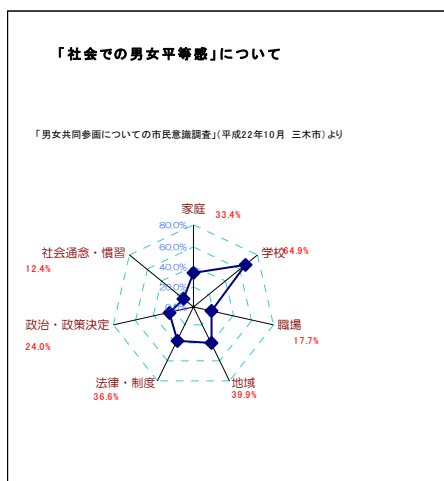 「社会での男女平等感」について
「男女共同参画についての市民意識調査」(平成22年10月 三木市)より
家庭
33.4%
80.0%
60.0%
40.0%
20.0%
学校
64.9%
職場
17.7%
地域
39.9%
法律・制度
36.6%
政治・政策決定
24.0%
社会通念・慣習
12.4%